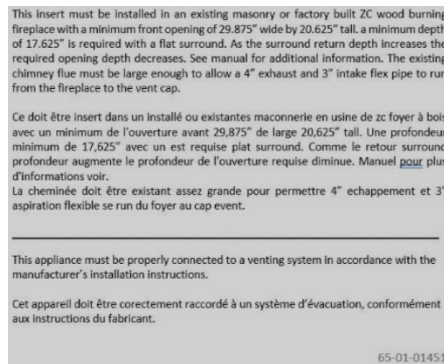 This insert must be installed in an existing masonry or factory built ZC wood burning
fireplace with a minimum front opening of 29.875" wide by 20.625" tall. a minimum depth
of 17.625" is required with a flat surround. As the surround return depth increases the
required opening depth decreases. See manual for additional information. The existing
chimney flue must be large enough to allow a 4" exhaust and 3" intake flex pipe to run
from the fireplace to the vent cap.
Ce doit être insert dans un installé ou existantes maconnerie en usine de zc foyer à bois
avec un minimum de l'ouverture avant 29,875" de large 20,625" tall. Une profondeur
minimum de 17,625" avec un est requise plat surround. Comme le retour surround
profondeur augmente le profondeur de l'ouverture requise diminue. Manuel pour plus
d'informations voir.
La cheminée doit être existant assez grande pour permettre 4" echappement et 3"
aspiration flexible se run du foyer au cap event.
This appliance must be properly connected to a venting system in accordance with the
manufacturer's installation instructions.
Cet appareil doit être corectement raccordé à un système d'évacuation, conformément
aux instructions du fabricant.
65-01-01451